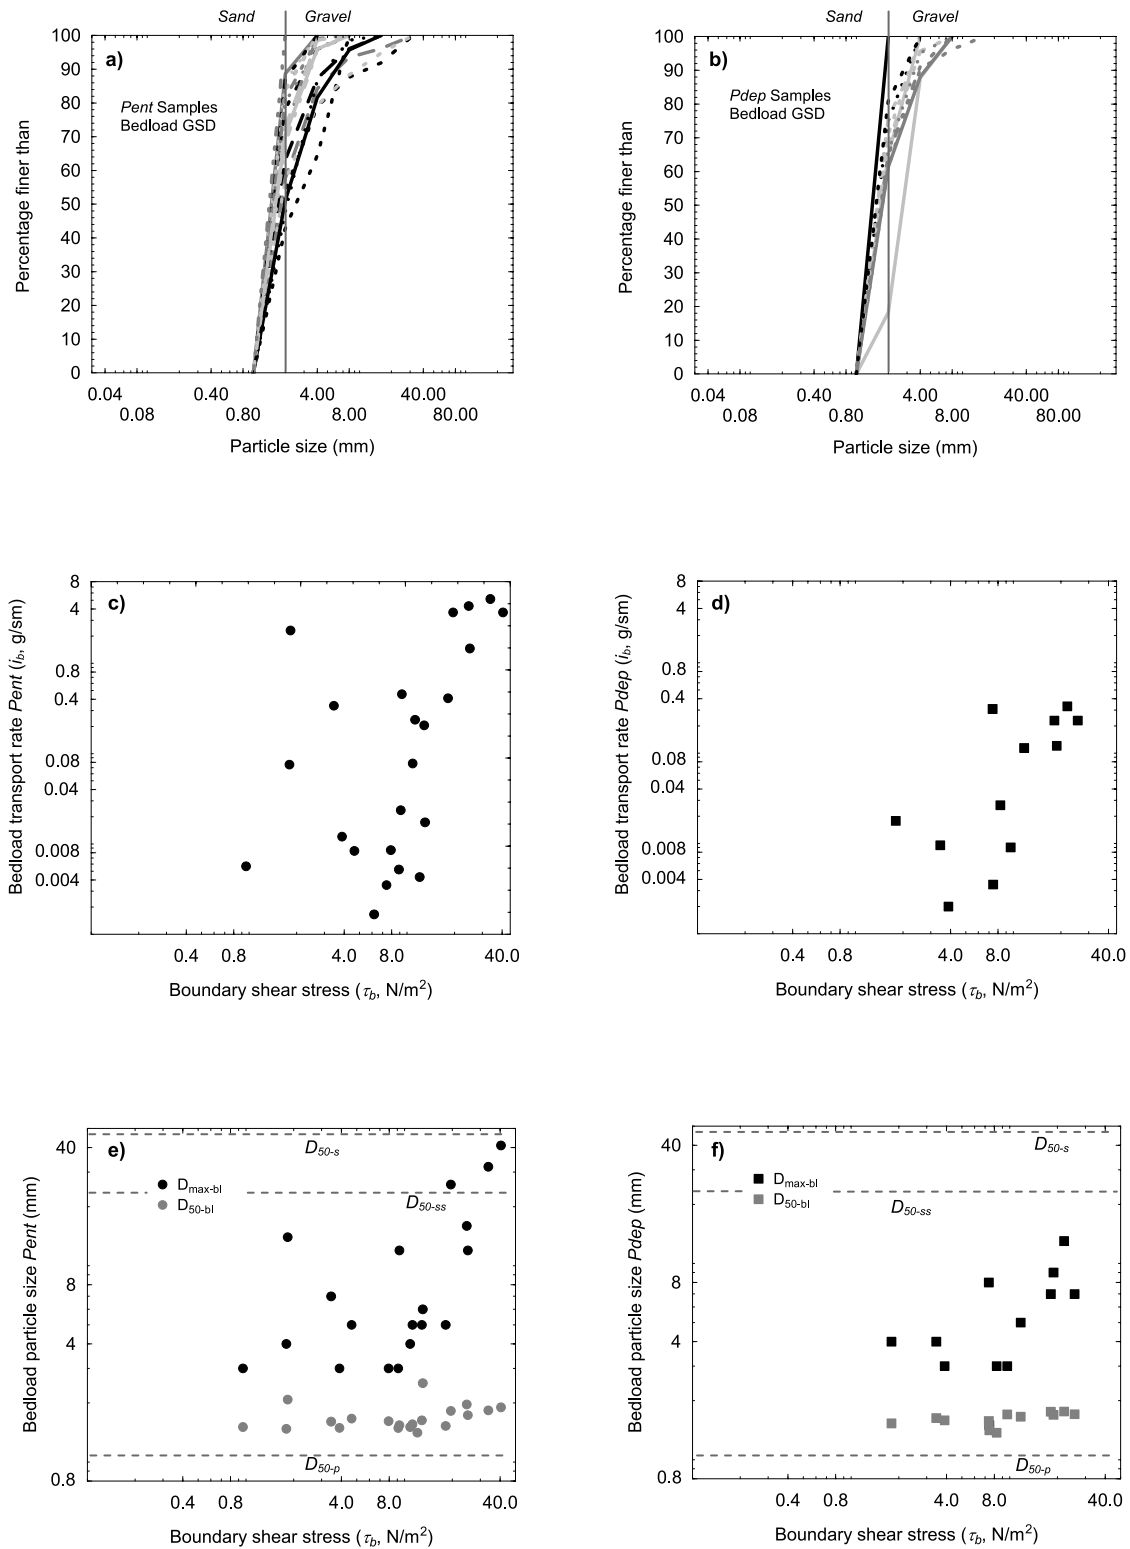 Sand Gravel
a)
Pent Samples
Bedload GSD
Percentage finer than
100
90
80
70
60
50
40
30
20
10
0
0.04 0.40 4.00 40.00
0.08 0.80 8.00 80.00
Particle size (mm)
Sand Gravel
b)
Pdep Samples
Bedload GSD
Percentage finer than
100
90
80
70
60
50
40
30
20
10
0
0.04 0.40 4.00 40.00
0.08 0.80 8.00 80.00
Particle size (mm)
c)
Bedload transport rate Pent (ib, g/sm)
8
4
0.8
0.4
0.08
0.04
0.008
0.004
0.4 0.8 4.0 8.0 40.0
Boundary shear stress (τb, N/m²)
d)
Bedload transport rate Pdep (ib, g/sm)
8
4
0.8
0.4
0.08
0.04
0.008
0.004
0.4 0.8 4.0 8.0 40.0
Boundary shear stress (τb, N/m²)
e)
D50-s
Dmax-bl
D50-bl
D50-ss
D50-p
Bedload particle size Pent (mm)
40
8
4
0.8
0.4 0.8 4.0 8.0 40.0
Boundary shear stress (τb, N/m²)
f)
D50-s
Dmax-bl
D50-bl
D50-ss
D50-p
Bedload particle size Pdep (mm)
40
8
4
0.8
0.4 0.8 4.0 8.0 40.0
Boundary shear stress (τb, N/m²)